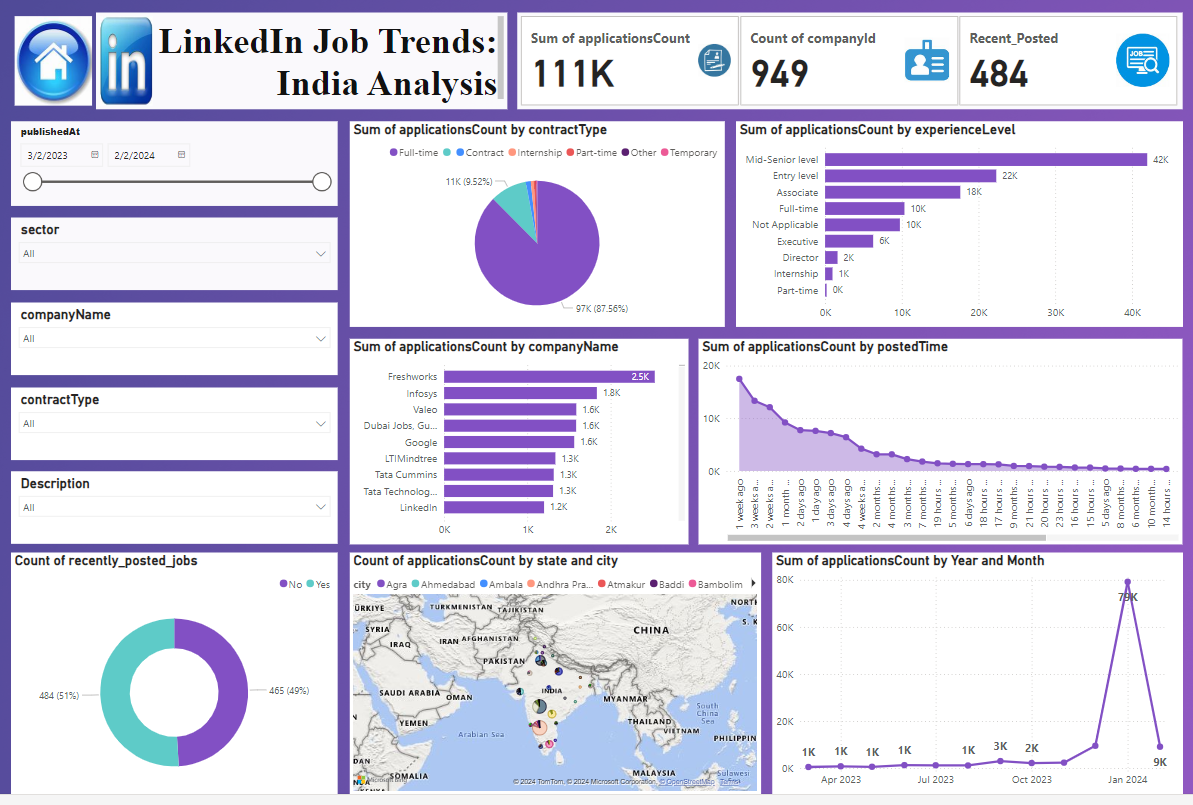 in
LinkedIn Job Trends:
India Analysis
Sum of applicationsCount
111K
Count of companyId
949
Recent_Posted
484
JOB
publishedAt
3/2/2023
2/2/2024
sector
All
companyName
All
contractType
All
Description
All
Sum of applicationsCount by contractType
Full-time Contract Internship Part-time Other Temporary
11K (9.52%)
97K (87.56%)
Sum of applicationsCount by experienceLevel
Mid-Senior level 42K
Entry level 22K
Associate 18K
Full-time 10K
Not Applicable 10K
Executive 6K
Director 2K
Internship 1K
Part-time 0K
0K 10K 20K 30K 40K
Sum of applicationsCount by companyName
Freshworks 2.5K
Infosys 1.8K
Valeo 1.6K
Dubai Jobs, Gu... 1.6K
Google 1.6K
LTIMindtree 1.3K
Tata Cummins 1.3K
Tata Technolog... 1.3K
LinkedIn 1.2K
0K 1K 2K
Sum of applicationsCount by postedTime
20K
10K
0K
1 week ago
3 weeks a...
2 weeks a...
1 month ...
2 days ago
1 day ago
3 days ago
4 days ago
4 weeks a...
2 months...
4 months...
3 months...
7 months...
19 hours ...
5 months...
6 days ago
18 hours ...
17 hours ...
9 months...
21 hours ...
20 hours ...
23 hours ...
16 hours ...
15 hours ...
5 days ago
8 months...
6 months...
10 month...
14 hours ...
Count of recently_posted_jobs
No Yes
484 (51%)
465 (49%)
Count of applicationsCount by state and city
city Agra Ahmedabad Ambala Andhra Pra... Atmakur Baddi Bambolim
ÜRKIYE
TURKMENISTAN
TAJIKISTAN
NORTH
S. K
SYRIA
IRAQ
IRAN
AFGHANISTAN
CHINA
PAKISTAN
SAUDI ARABIA
OMAN
INDIA
MYANMAR
YEMEN
Arabian Sea
THAILAND
VIETNAM
South
China
Sea
PHILIPPIN
DAN
SOMALIA
MALAYSIA
Sulawesi
Microsoft Bing
© 2024 TomTom, © 2024 Microsoft Corporation, © OpenStreetMap Terms
Sum of applicationsCount by Year and Month
80K
60K
40K
20K
0K
79K
1K 1K 1K 1K 1K 3K 2K 9K
Apr 2023 Jul 2023 Oct 2023 Jan 2024